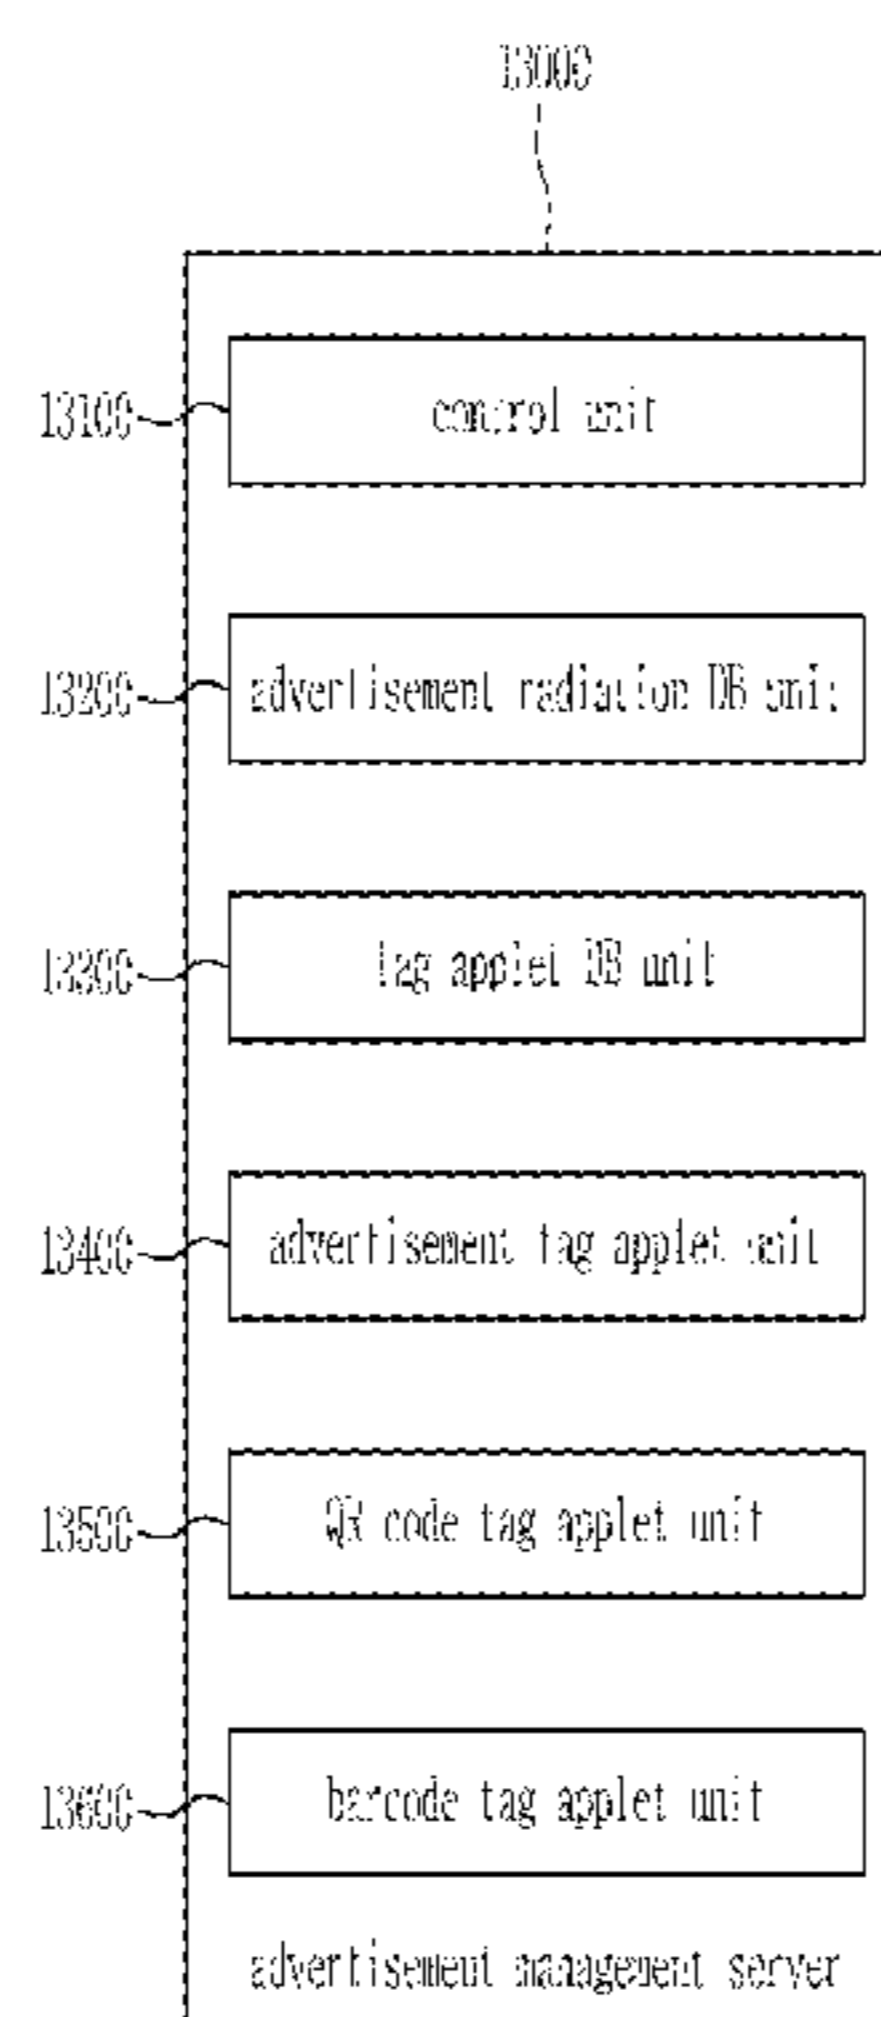 13000
13100
control unit
13200
advertisement radiation DB unit
13300
tag applet DB unit
13400
advertisement tag applet unit
13500
QR code tag applet unit
13600
barcode tag applet unit
advertisement management server